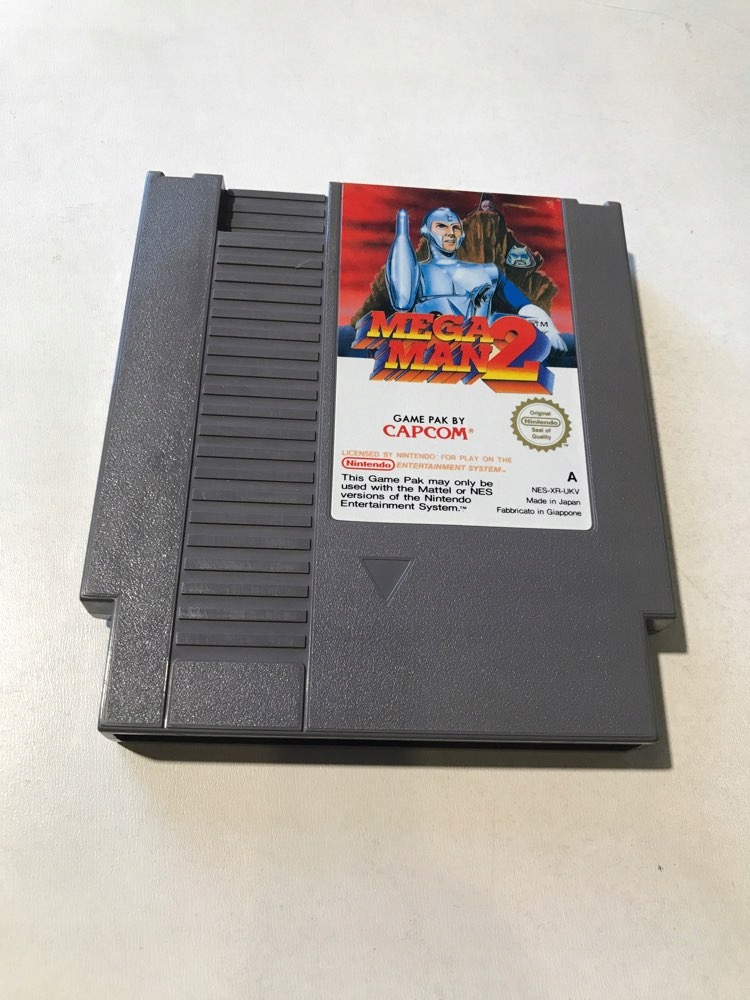 MEGA
MAN 2 ™
GAME PAK BY
CAPCOM®
Original
Nintendo
Seal of
Quality
LICENSED BY NINTENDO FOR PLAY ON THE
Nintendo ENTERTAINMENT SYSTEM™
This Game Pak may only be
used with the Mattel or NES
versions of the Nintendo
Entertainment System.™
A
NES-XR-UKV
Made in Japan
Fabbricato in Giappone